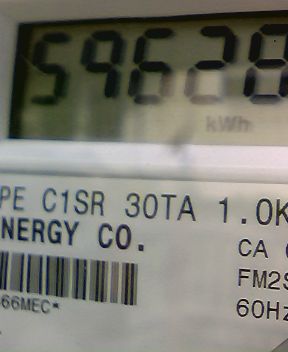 59628
kWh
PE C1SR 30TA 1.0K
NERGY CO.
CA
FM2S
66MEC*
60Hz